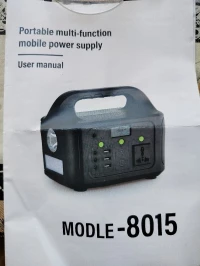 Portable multi-function
mobile power supply
User manual
MODLE -8015